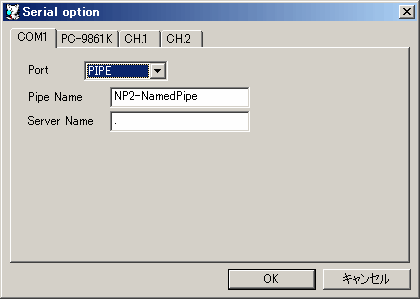 Serial option
COM1 PC-9861K CH.1 CH.2
Port PIPE
Pipe Name NP2-NamedPipe
Server Name .
OK キャンセル